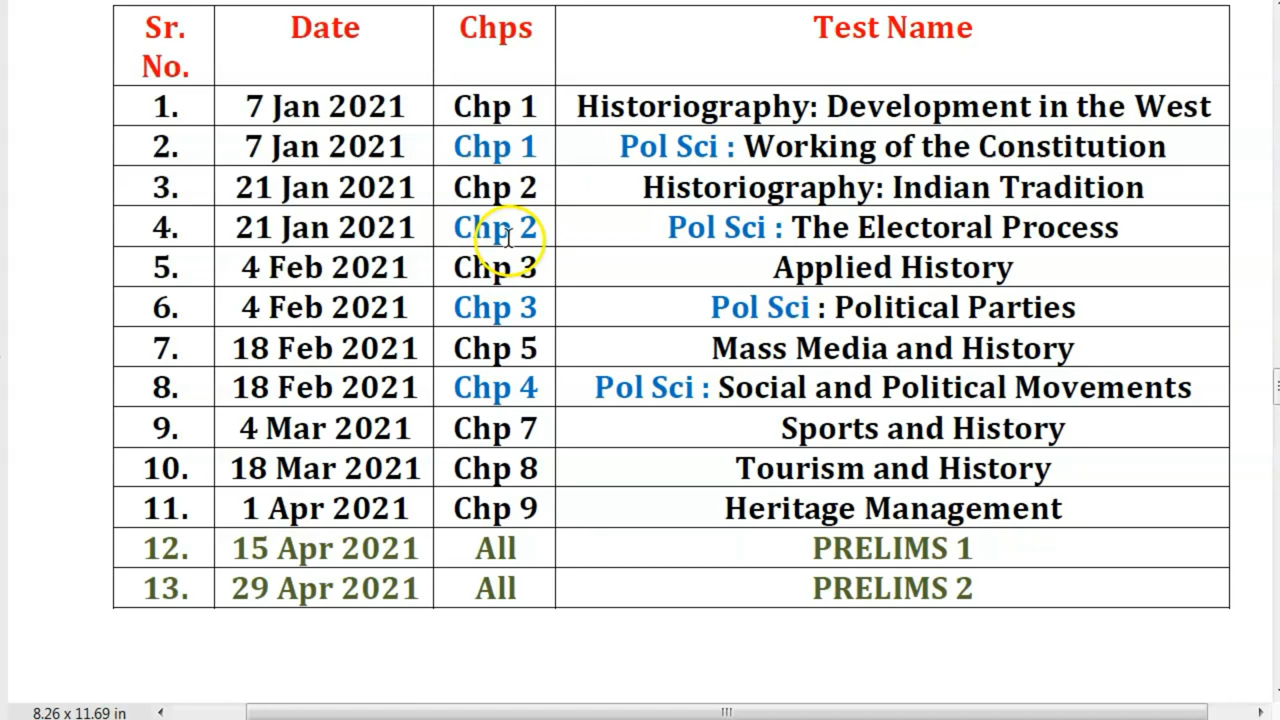 Sr. No. Date Chps Test Name
1. 7 Jan 2021 Chp 1 Historiography: Development in the West
2. 7 Jan 2021 Chp 1 Pol Sci : Working of the Constitution
3. 21 Jan 2021 Chp 2 Historiography: Indian Tradition
4. 21 Jan 2021 Chp 2 Pol Sci : The Electoral Process
5. 4 Feb 2021 Chp 3 Applied History
6. 4 Feb 2021 Chp 3 Pol Sci : Political Parties
7. 18 Feb 2021 Chp 5 Mass Media and History
8. 18 Feb 2021 Chp 4 Pol Sci : Social and Political Movements
9. 4 Mar 2021 Chp 7 Sports and History
10. 18 Mar 2021 Chp 8 Tourism and History
11. 1 Apr 2021 Chp 9 Heritage Management
12. 15 Apr 2021 All PRELIMS 1
13. 29 Apr 2021 All PRELIMS 2
8.26 x 11.69 in